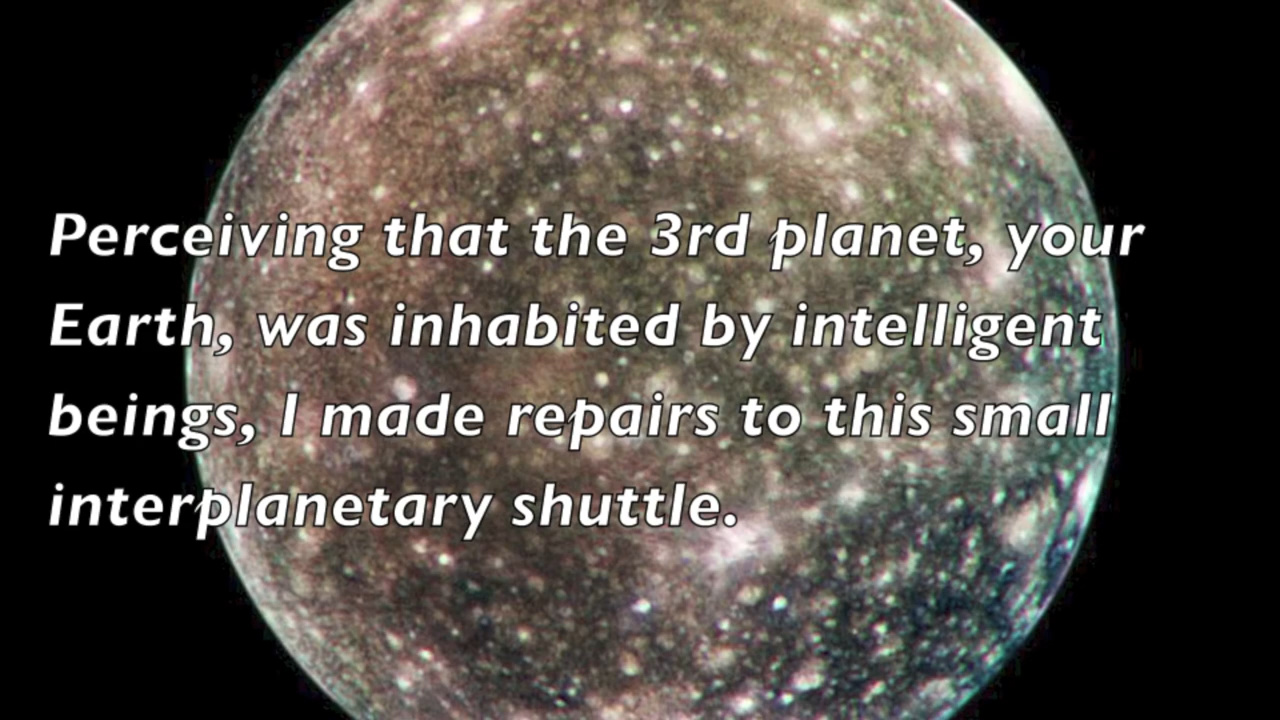 Perceiving that the 3rd planet, your
Earth, was inhabited by intelligent
beings, I made repairs to this small
interplanetary shuttle.